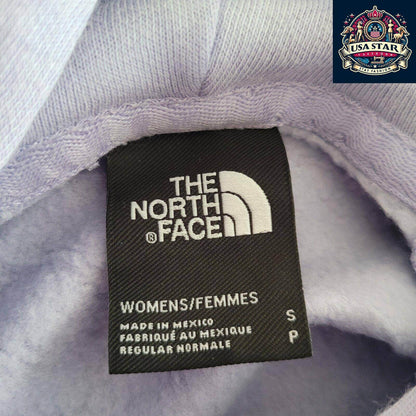 USA STAR
THE
NORTH
FACE
®
WOMENS/FEMMES
MADE IN MEXICO
FABRIQUÉ AU MEXIQUE
REGULAR NORMALE
S
P